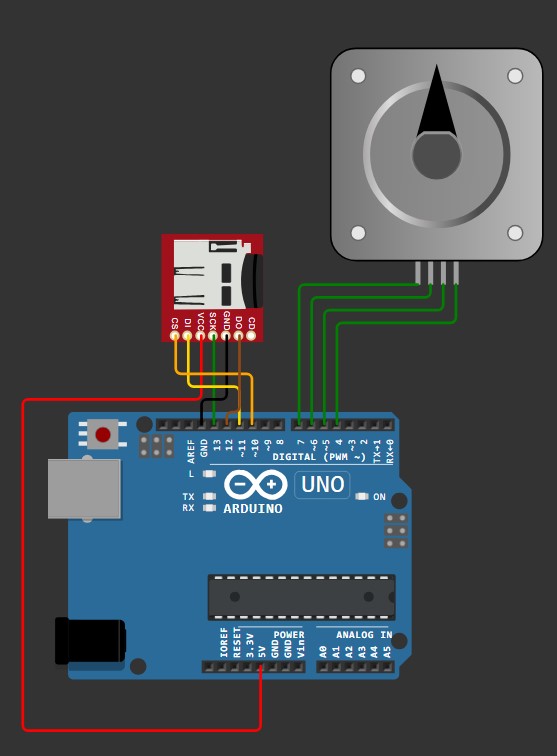 CS
DI
VCC
SCK
GND
DO
CD
AREF
GND
13
12
~11
~10
~9
8
7
~6
~5
4
~3
2
TX→1
RX←0
DIGITAL (PWM ~)
L
TX
RX
UNO
ON
ARDUINO
IOREF
RESET
3.3V
5V
GND
GND
Vin
POWER
ANALOG IN
A0
A1
A2
A3
A4
A5